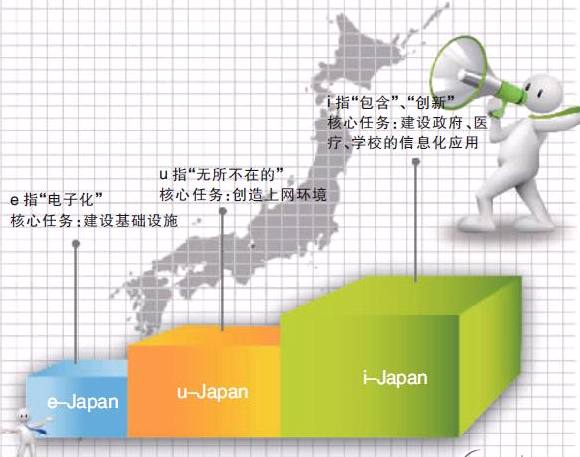 i 指“包含”、“创新”
核心任务:建设政府、医
疗、学校的信息化应用
u 指“无所不在的”
核心任务:创造上网环境
e 指“电子化”
核心任务:建设基础设施
e–Japan
u–Japan
i–Japan